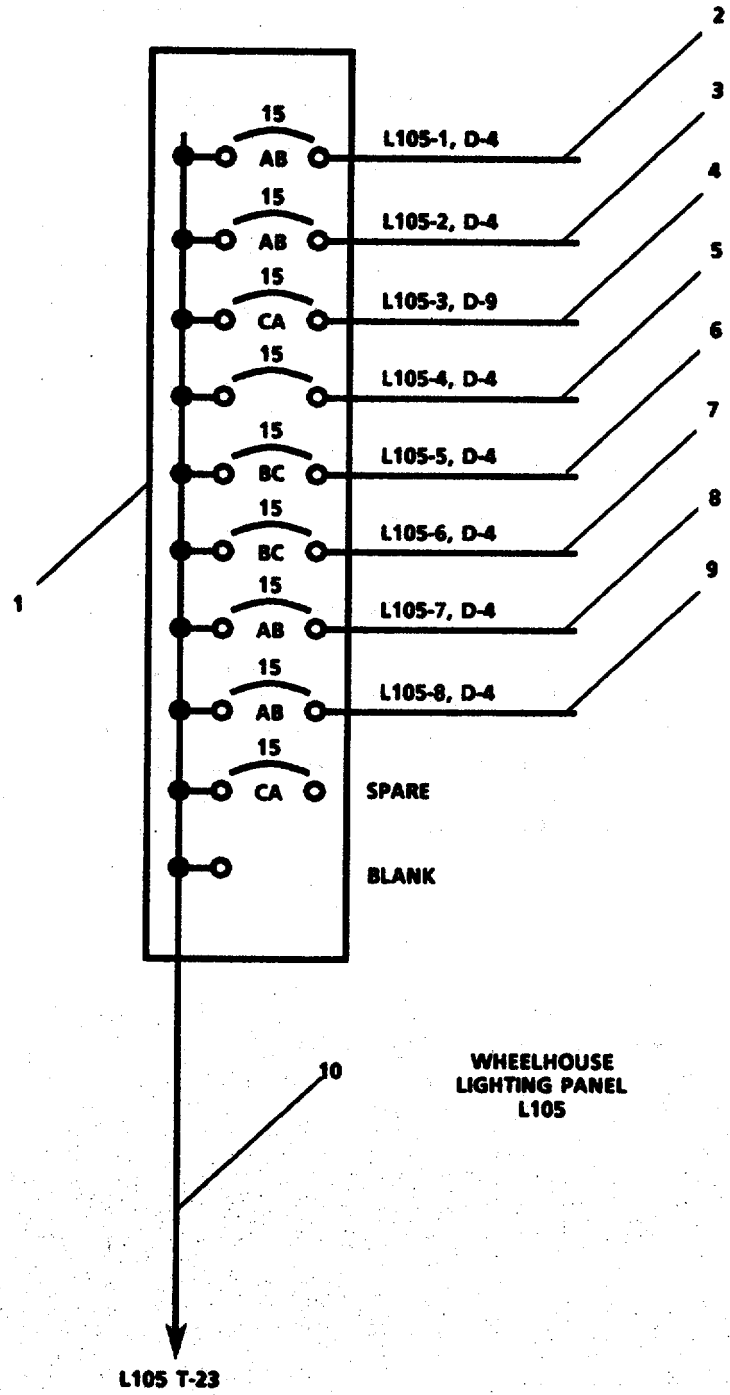 2
3
15
L105-1, D-4
AB
4
15
L105-2, D-4
AB
5
15
L105-3, D-9
CA
6
15
L105-4, D-4
7
15
L105-5, D-4
BC
8
15
L105-6, D-4
BC
9
15
L105-7, D-4
AB
1
15
L105-8, D-4
AB
15
CA
SPARE
BLANK
10
WHEELHOUSE
LIGHTING PANEL
L105
L105 T-23